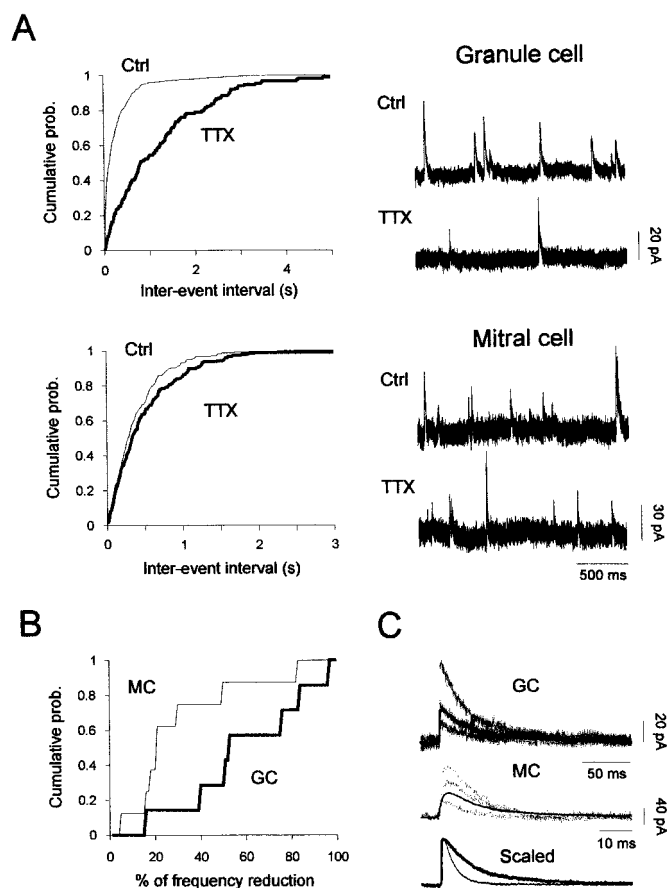 A
Ctrl
TTX
Cumulative prob.
1
0.8
0.6
0.4
0.2
0
0
2
4
Inter-event interval (s)
Granule cell
Ctrl
TTX
20 pA
Ctrl
TTX
Cumulative prob.
1
0.8
0.6
0.4
0.2
0
0
1
2
3
Inter-event interval (s)
Mitral cell
Ctrl
TTX
30 pA
500 ms
B
MC
GC
Cumulative prob.
1
0.8
0.6
0.4
0.2
0
0
20
40
60
80
100
% of frequency reduction
C
GC
20 pA
50 ms
MC
40 pA
10 ms
Scaled